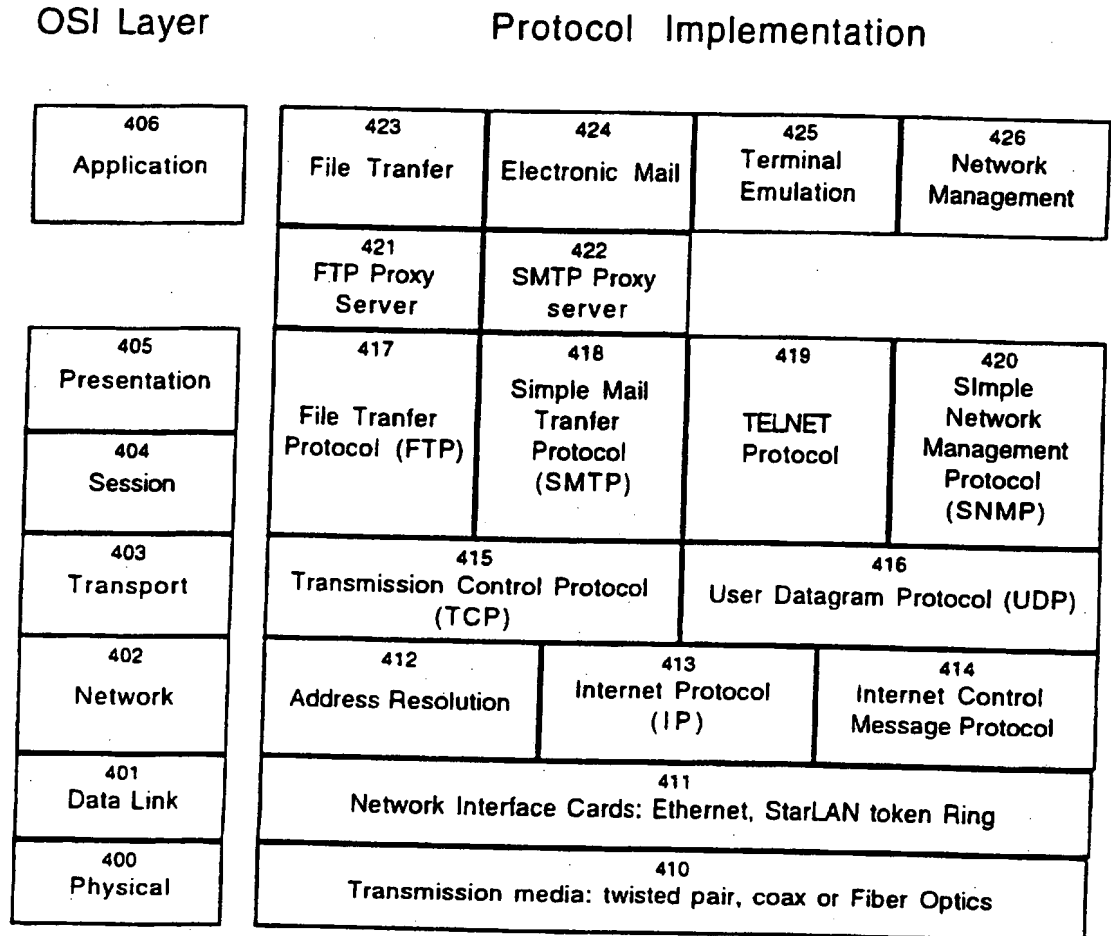 OSI Layer
Protocol Implementation
406
Application
423
File Tranfer
424
Electronic Mail
425
Terminal
Emulation
426
Network
Management
421
FTP Proxy
Server
422
SMTP Proxy
server
405
Presentation
417
File Tranfer
Protocol (FTP)
418
Simple Mail
Tranfer
Protocol
(SMTP)
419
TELNET
Protocol
420
SImple
Network
Management
Protocol
(SNMP)
404
Session
403
Transport
415
Transmission Control Protocol
(TCP)
416
User Datagram Protocol (UDP)
402
Network
412
Address Resolution
413
Internet Protocol
(IP)
414
Internet Control
Message Protocol
401
Data Link
411
Network Interface Cards: Ethernet, StarLAN token Ring
400
Physical
410
Transmission media: twisted pair, coax or Fiber Optics